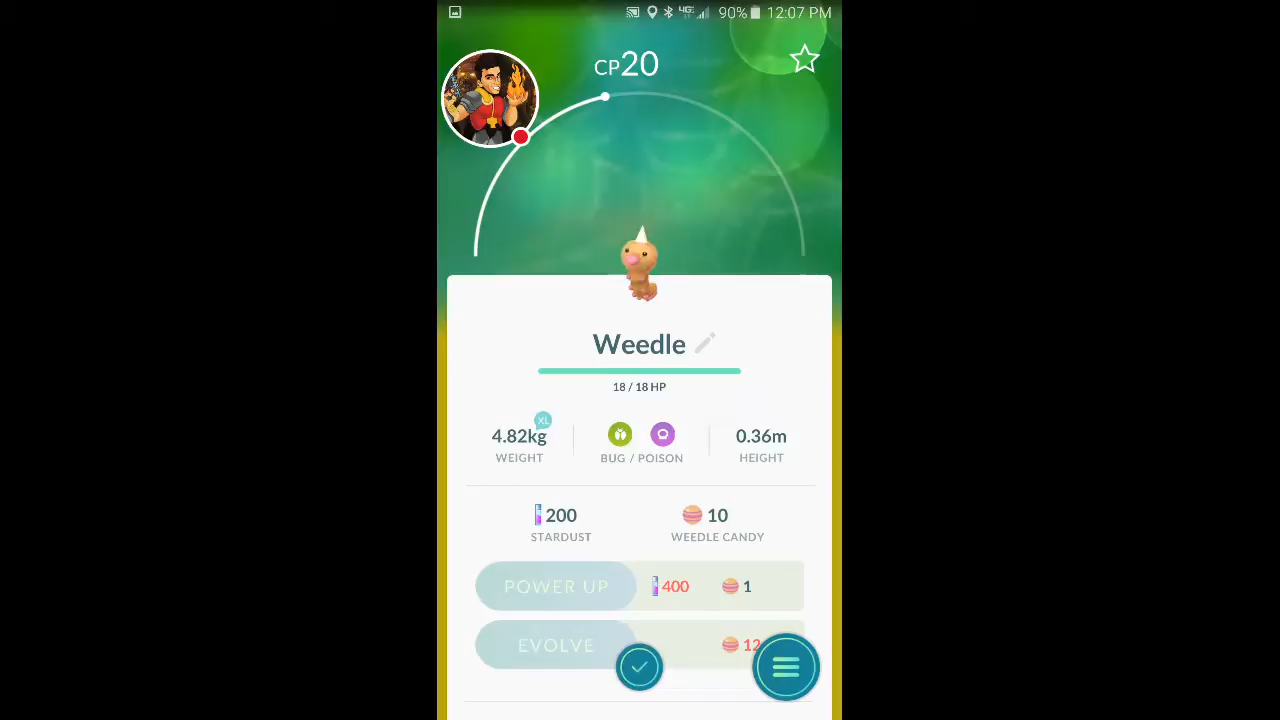 4G 90% 12:07 PM
CP20
Weedle
18 / 18 HP
XL
4.82kg 0.36m
WEIGHT BUG / POISON HEIGHT
200 10
STARDUST WEEDLE CANDY
POWER UP 400 1
EVOLVE 12